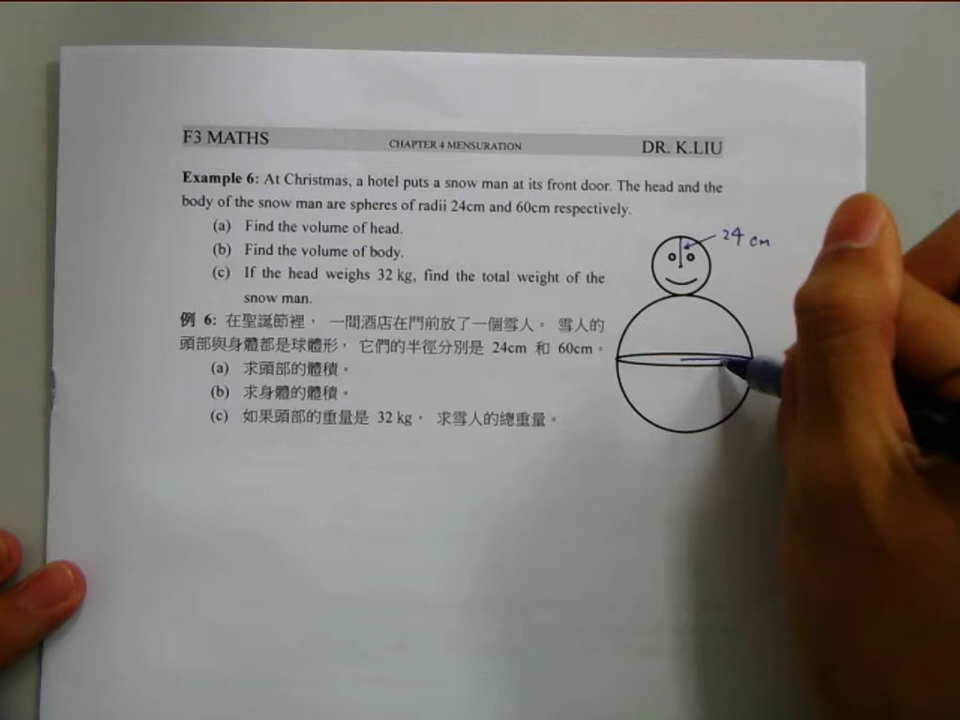 F3 MATHS CHAPTER 4 MENSURATION DR. K.LIU
Example 6: At Christmas, a hotel puts a snow man at its front door. The head and the
body of the snow man are spheres of radii 24cm and 60cm respectively.
(a) Find the volume of head.
(b) Find the volume of body.
(c) If the head weighs 32 kg, find the total weight of the
snow man.
24 cm
例 6: 在聖誕節裡， 一間酒店在門前放了一個雪人。 雪人的
頭部與身體都是球體形， 它們的半徑分別是 24cm 和 60cm。
(a) 求頭部的體積。
(b) 求身體的體積。
(c) 如果頭部的重量是 32 kg， 求雪人的總重量。